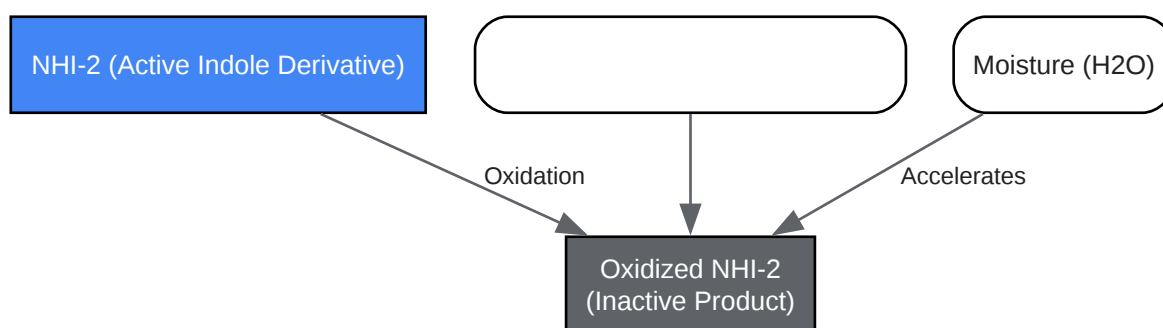 NHI-2 (Active Indole Derivative)
Moisture (H2O)
Oxidation
Accelerates
Oxidized NHI-2
(Inactive Product)